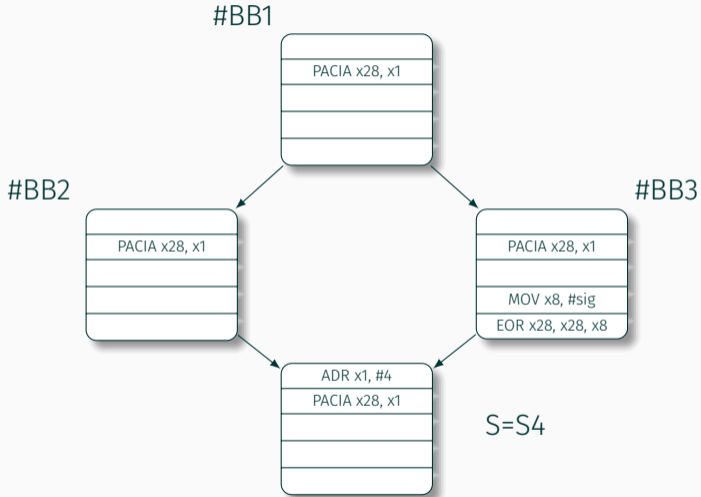 #BB1
PACIA x28, x1
#BB2
#BB3
PACIA x28, x1
PACIA x28, x1
MOV x8, #sig
EOR x28, x28, x8
ADR x1, #4
PACIA x28, x1
S=S4